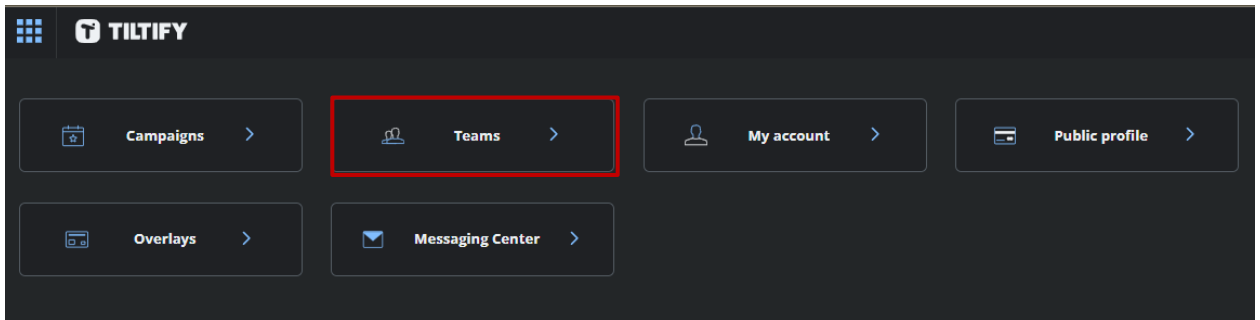 TILTIFY
Campaigns
Teams
My account
Public profile
Overlays
Messaging Center